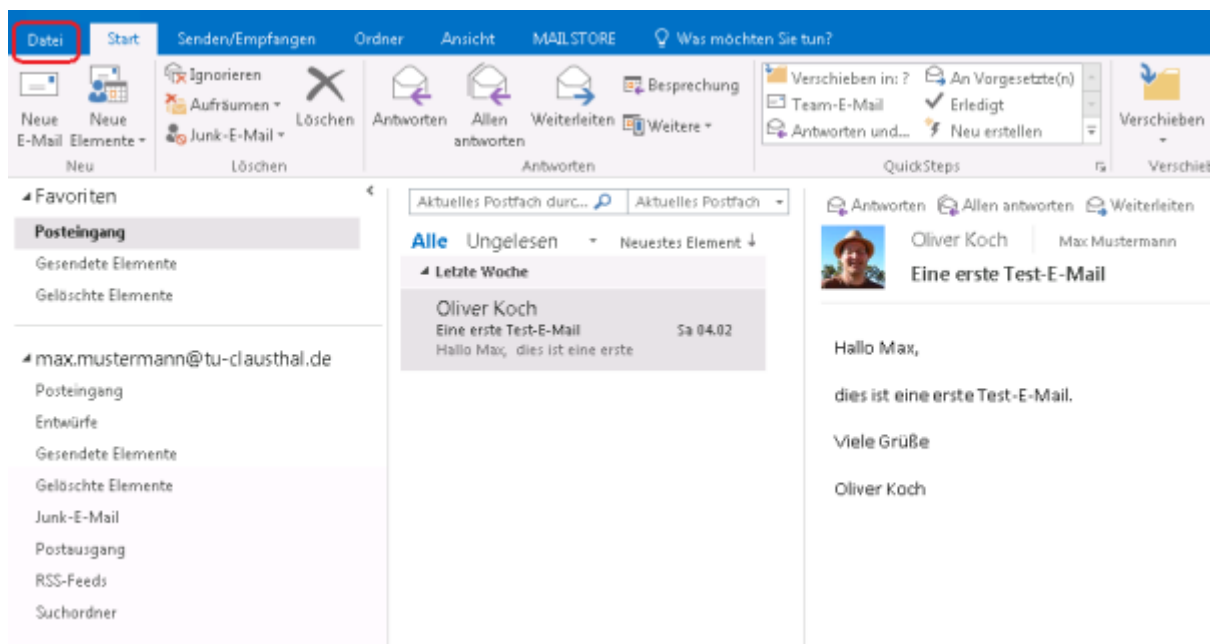 Datei Start Senden/Empfangen Ordner Ansicht MAILSTORE Was möchten Sie tun?
Neue E-Mail
Neue Elemente
Ignorieren
Aufräumen
Junk-E-Mail
Löschen
Antworten
Allen antworten
Weiterleiten
Besprechung
Weitere
Verschieben in: ? An Vorgesetzte(n)
Team-E-Mail Erledigt
Antworten und... Neu erstellen
Verschieben
Neu Löschen Antworten QuickSteps Verschieb
Favoriten
Posteingang
Gesendete Elemente
Gelöschte Elemente
max.mustermann@tu-clausthal.de
Posteingang
Entwürfe
Gesendete Elemente
Gelöschte Elemente
Junk-E-Mail
Postausgang
RSS-Feeds
Suchordner
Aktuelles Postfach durc... Aktuelles Postfach
Alle Ungelesen Neuestes Element ↓
Letzte Woche
Oliver Koch
Eine erste Test-E-Mail Sa 04.02
Hallo Max, dies ist eine erste
Antworten Allen antworten Weiterleiten
Oliver Koch Max Mustermann
Eine erste Test-E-Mail
Hallo Max,
dies ist eine erste Test-E-Mail.
Viele Grüße
Oliver Koch